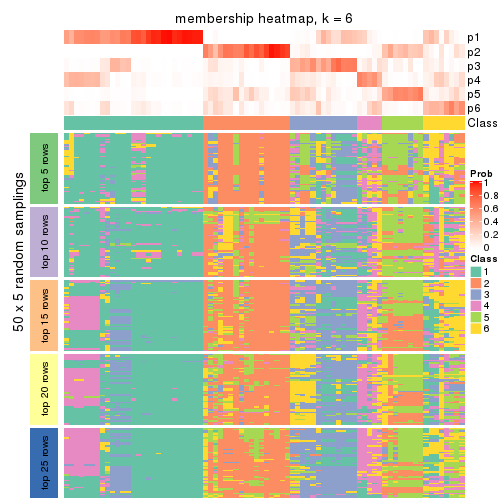 membership heatmap, k = 6
p1
p2
p3
p4
p5
p6
Class
50 x 5 random samplings
top 5 rows
top 10 rows
top 15 rows
top 20 rows
top 25 rows
Prob
1
0.8
0.6
0.4
0.2
0
Class
1
2
3
4
5
6